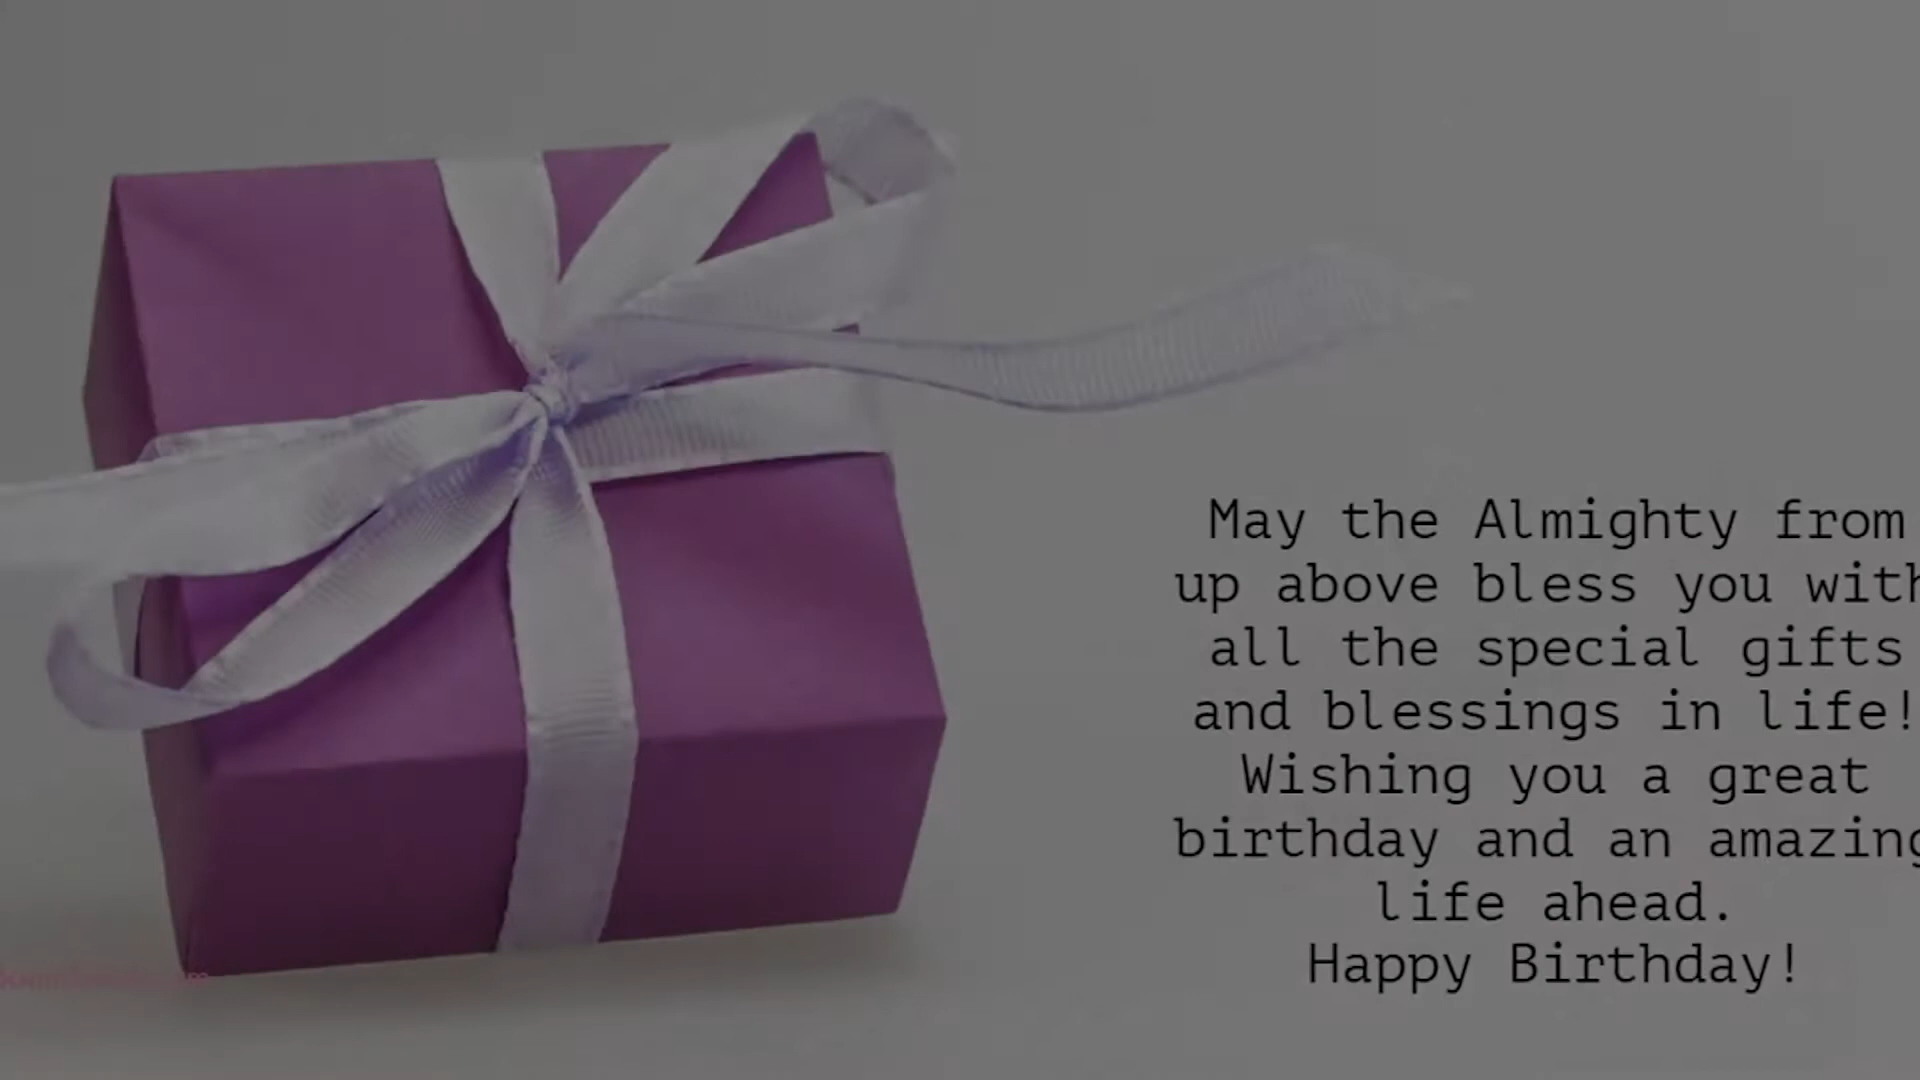 May the Almighty from
up above bless you with
all the special gifts
and blessings in life!
Wishing you a great
birthday and an amazing
life ahead.
Happy Birthday!